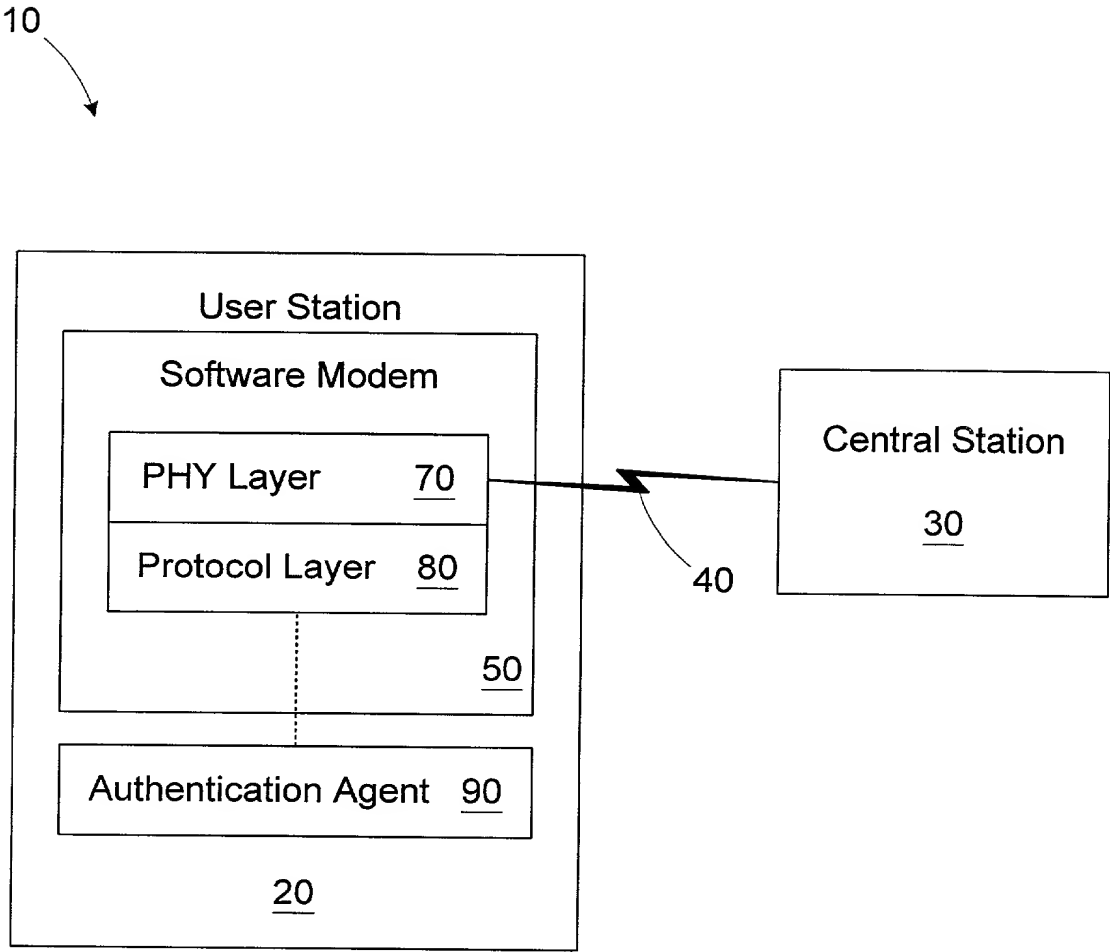 10
User Station
Software Modem
PHY Layer 70
Protocol Layer 80
50
Authentication Agent 90
20
40
Central Station
30